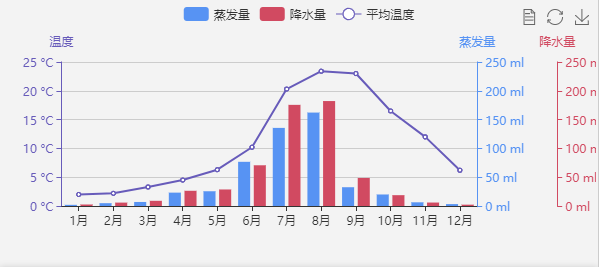 蒸发量 降水量 平均温度
温度 蒸发量 降水量
25 °C 250 ml 250 m
20 °C 200 ml 200 m
15 °C 150 ml 150 m
10 °C 100 ml 100 m
5 °C 50 ml 50 ml
0 °C 0 ml 0 ml
1月 2月 3月 4月 5月 6月 7月 8月 9月 10月 11月 12月